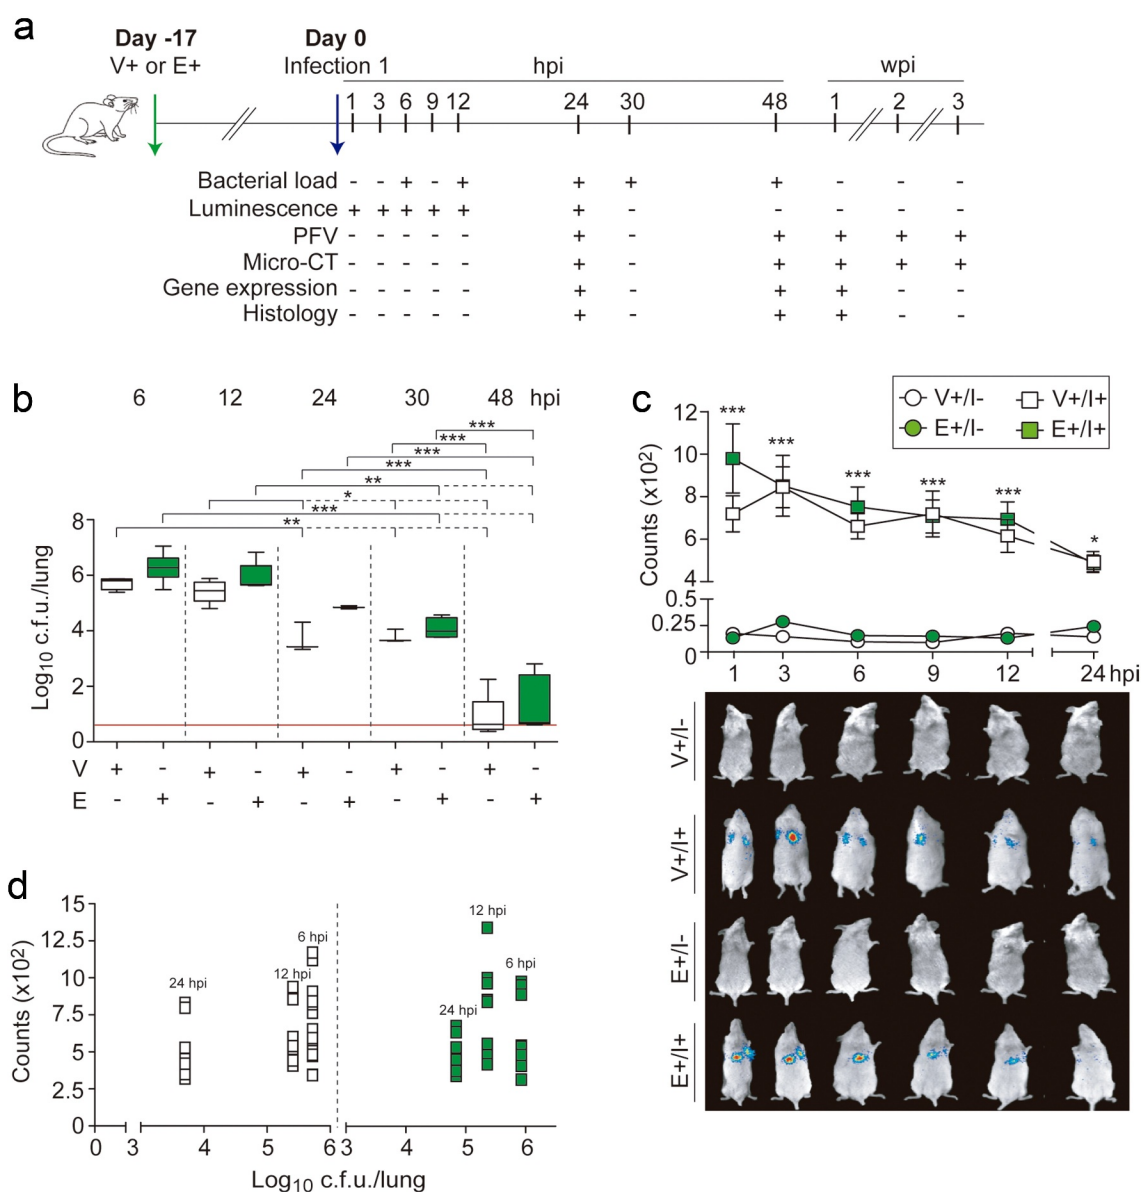 a
Day -17
V+ or E+
Day 0
Infection 1
hpi
wpi
1 3 6 9 12 24 30 48 1 2 3
Bacterial load - - + - + + + + - - -
Luminescence + + + + + + - - - - -
PFV - - - - - + - + + + +
Micro-CT - - - - - + - + + + +
Gene expression - - - - - + - + + - -
Histology - - - - - + - + + - -
b
6 12 24 30 48 hpi
***
***
***
***
**
*
***
**
Log10 c.f.u./lung
8
6
4
2
0
V + - + - + - + - + -
E - + - + - + - + - +
c
V+/I- V+/I+
E+/I- E+/I+
Counts (x10²)
12
10
8
6
4
0.5
0.25
0
*** *** *** *** *** *
1 3 6 9 12 24 hpi
V+/I-
V+/I+
E+/I-
E+/I+
d
Counts (x10²)
15
12.5
10
7.5
5
2.5
0
24 hpi
12 hpi
6 hpi
24 hpi
12 hpi
6 hpi
0 3 4 5 6 3 4 5 6
Log10 c.f.u./lung